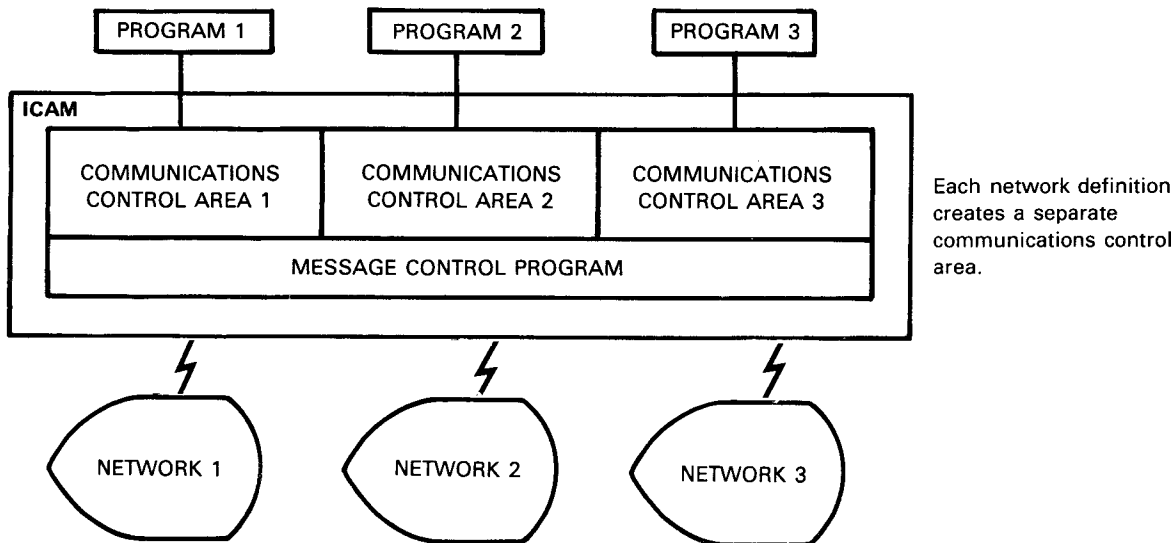 PROGRAM 1
PROGRAM 2
PROGRAM 3
ICAM
COMMUNICATIONS
CONTROL AREA 1
COMMUNICATIONS
CONTROL AREA 2
COMMUNICATIONS
CONTROL AREA 3
MESSAGE CONTROL PROGRAM
Each network definition
creates a separate
communications control
area.
NETWORK 1
NETWORK 2
NETWORK 3